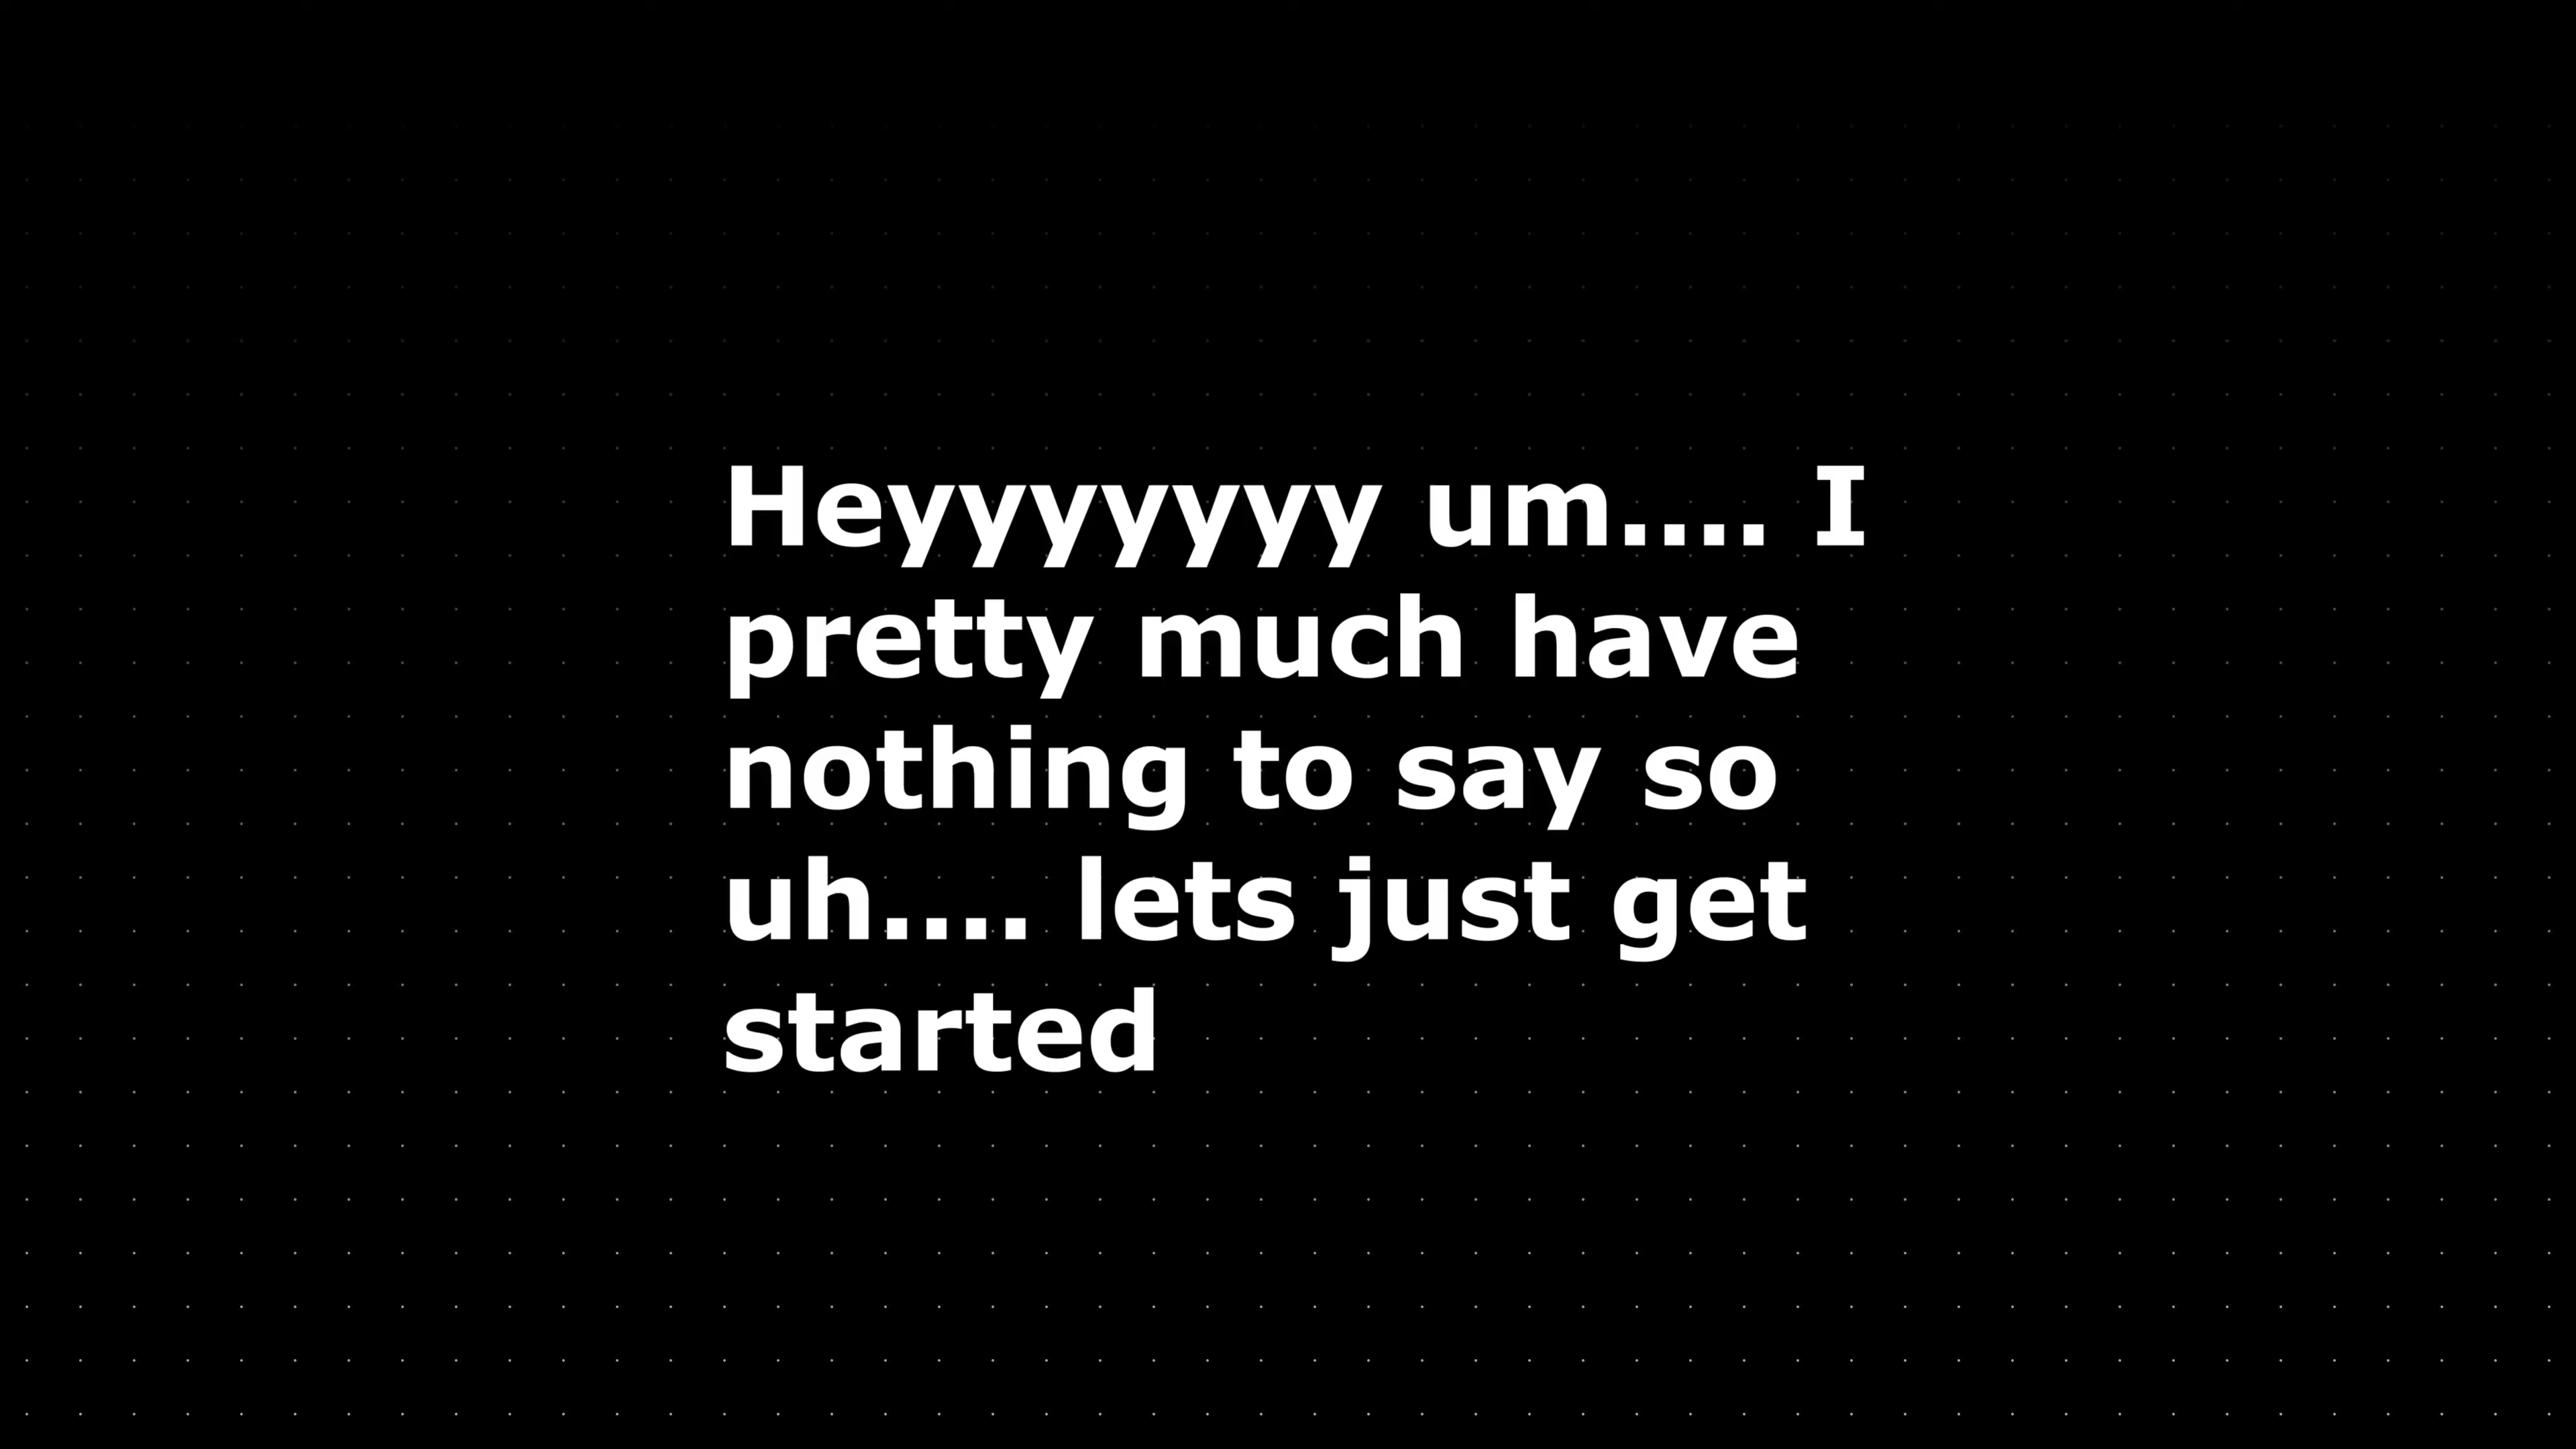 Heyyyyyyy um.... I
pretty much have
nothing to say so
uh.... lets just get
started